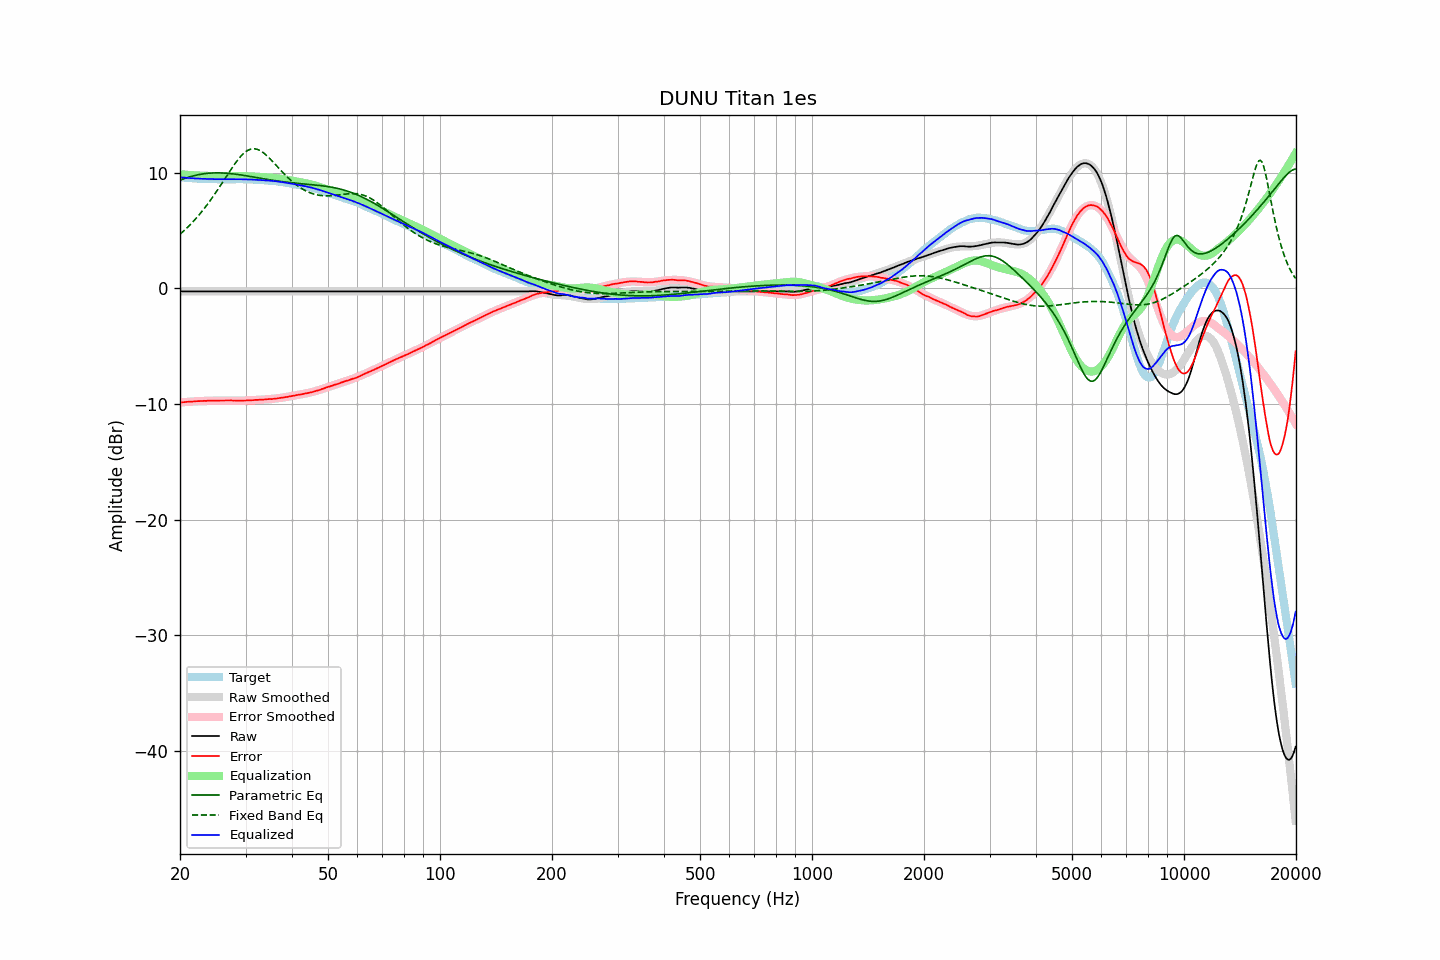 DUNU Titan 1es
10
0
−10
−20
−30
−40
Amplitude (dBr)
Target
Raw Smoothed
Error Smoothed
Raw
Error
Equalization
Parametric Eq
Fixed Band Eq
Equalized
20 50 100 200 500 1000 2000 5000 10000 20000
Frequency (Hz)